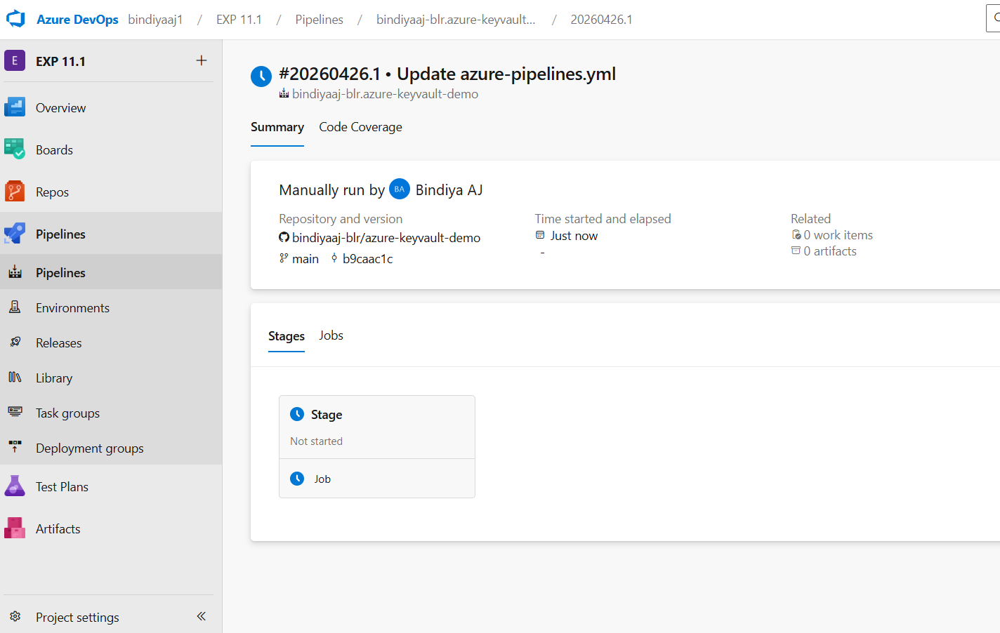 Azure DevOps bindiyaaj1 / EXP 11.1 / Pipelines / bindiyaaj-blr.azure-keyvault... / 20260426.1
E EXP 11.1 +
Overview
Boards
Repos
Pipelines
Pipelines
Environments
Releases
Library
Task groups
Deployment groups
Test Plans
Artifacts
Project settings
#20260426.1 • Update azure-pipelines.yml
bindiyaaj-blr.azure-keyvault-demo
Summary Code Coverage
Manually run by BA Bindiya AJ
Repository and version
bindiyaaj-blr/azure-keyvault-demo
main b9caac1c
Time started and elapsed
Just now
-
Related
0 work items
0 artifacts
Stages Jobs
Stage
Not started
Job